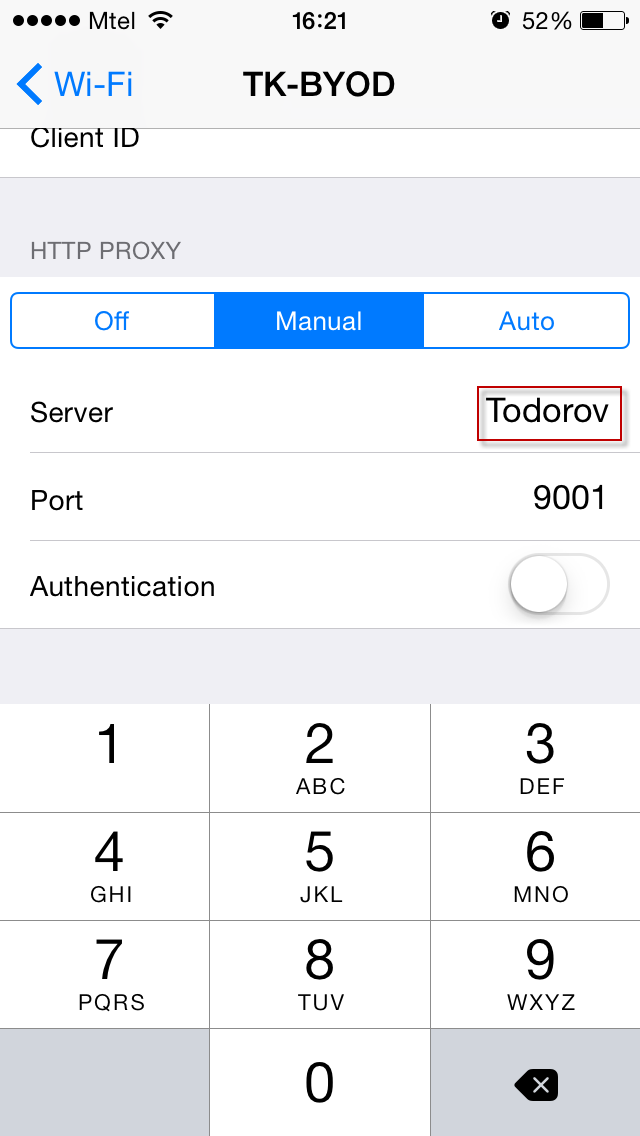 Mtel 16:21 52%
Wi-Fi TK-BYOD
Client ID
HTTP PROXY
Off Manual Auto
Server Todorov
Port 9001
Authentication
1 2 3
ABC DEF
4 5 6
GHI JKL MNO
7 8 9
PQRS TUV WXYZ
0